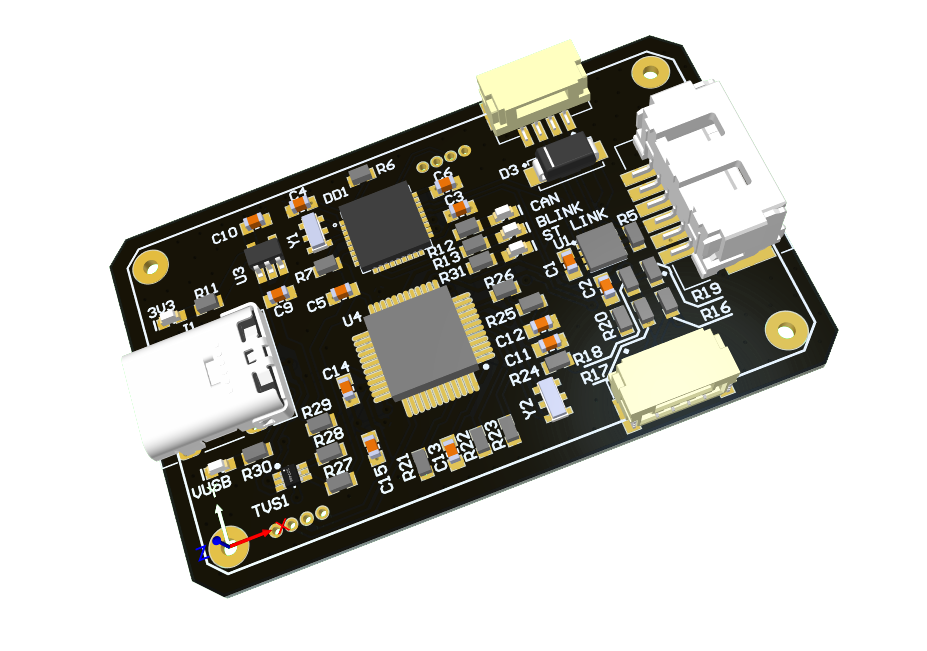 R6
D3
C6
C4
DD1
C3
CAN
BLINK
ST LINK
C10
Y1
R12
R13
R31
U1
R5
U3
R7
C1
R26
C2
R11
3V3
C9
C5
R19
R16
U4
R25
R20
C12
C11
R18
R17
C14
R24
Y2
R29
R28
R27
R30
VUSB
TVS1
C15
R21
C13
R22
R23
X
Z